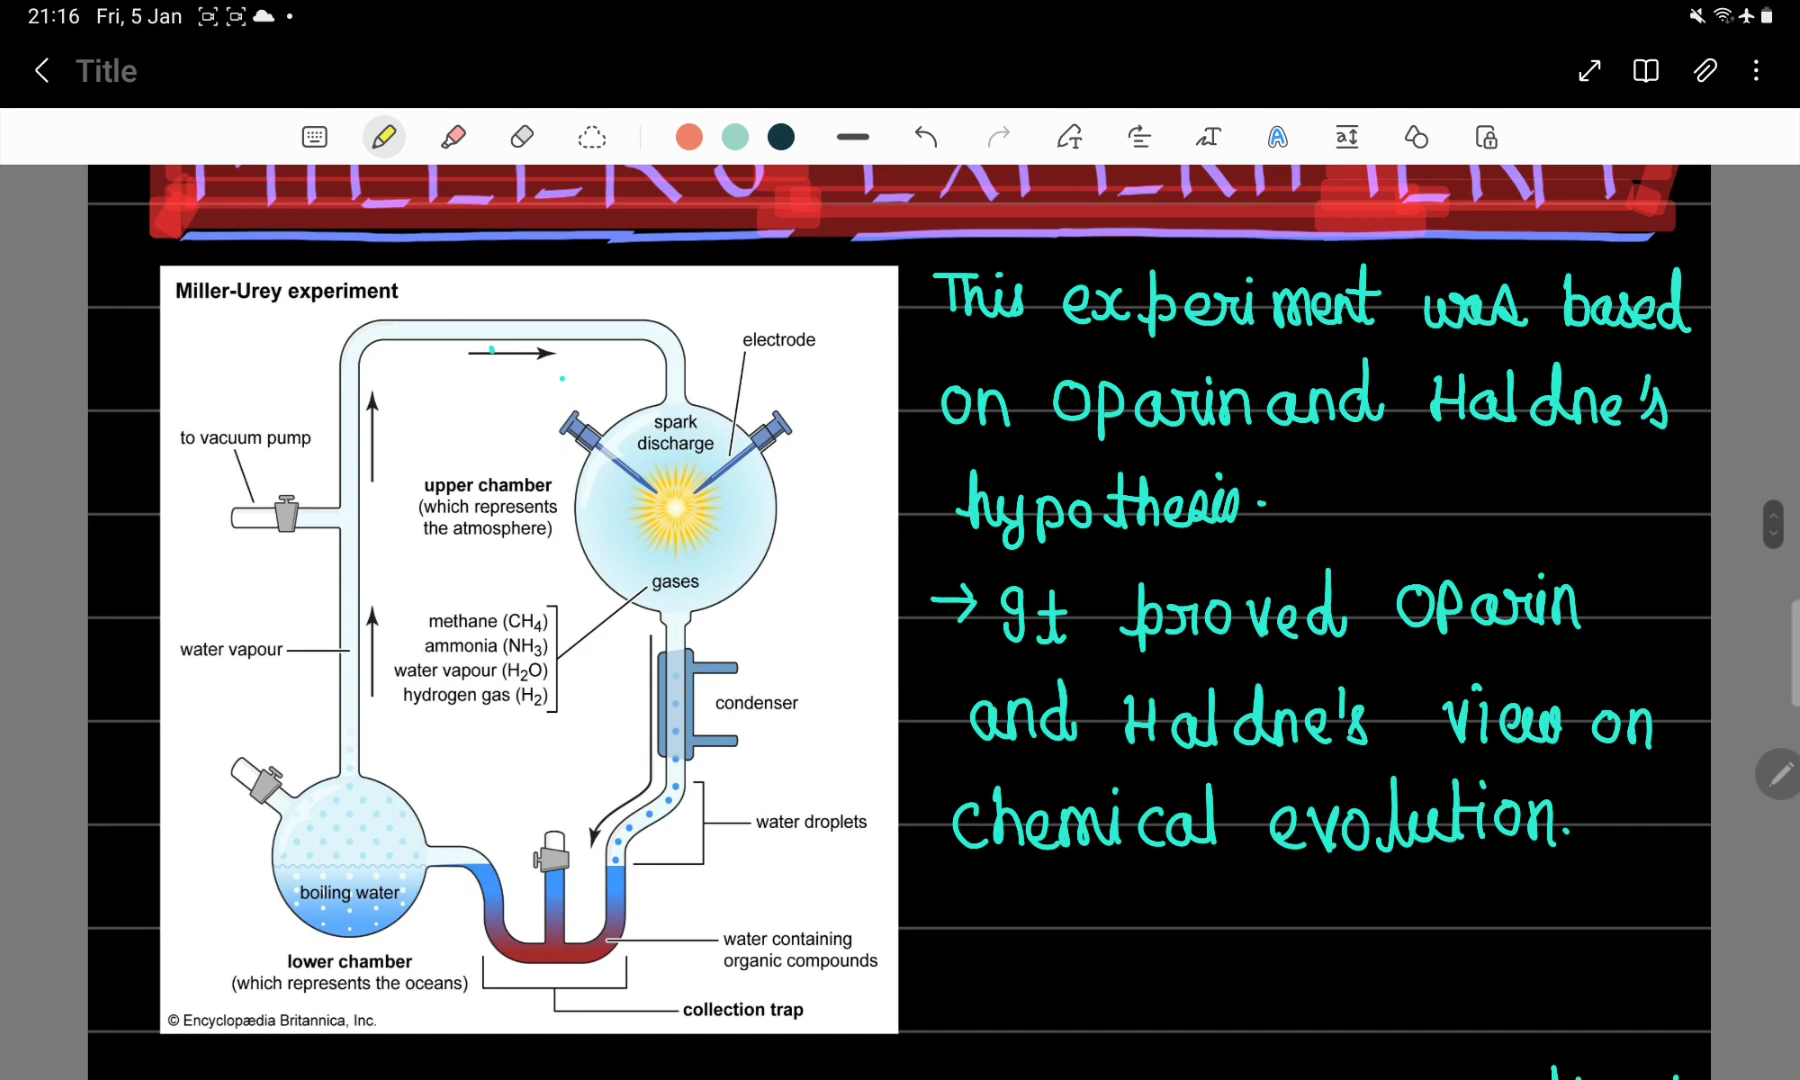 21:16 Fri, 5 Jan
Title
MILLER'S EXPERIMENT
Miller-Urey experiment
electrode
spark
discharge
to vacuum pump
upper chamber
(which represents
the atmosphere)
gases
methane (CH4)
ammonia (NH3)
water vapour (H2O)
hydrogen gas (H2)
water vapour
condenser
water droplets
boiling water
water containing
organic compounds
lower chamber
(which represents the oceans)
collection trap
© Encyclopædia Britannica, Inc.
This experiment was based
on Oparin and Haldne's
hypothesis.
→ It proved Oparin
and Haldne's view on
chemical evolution.